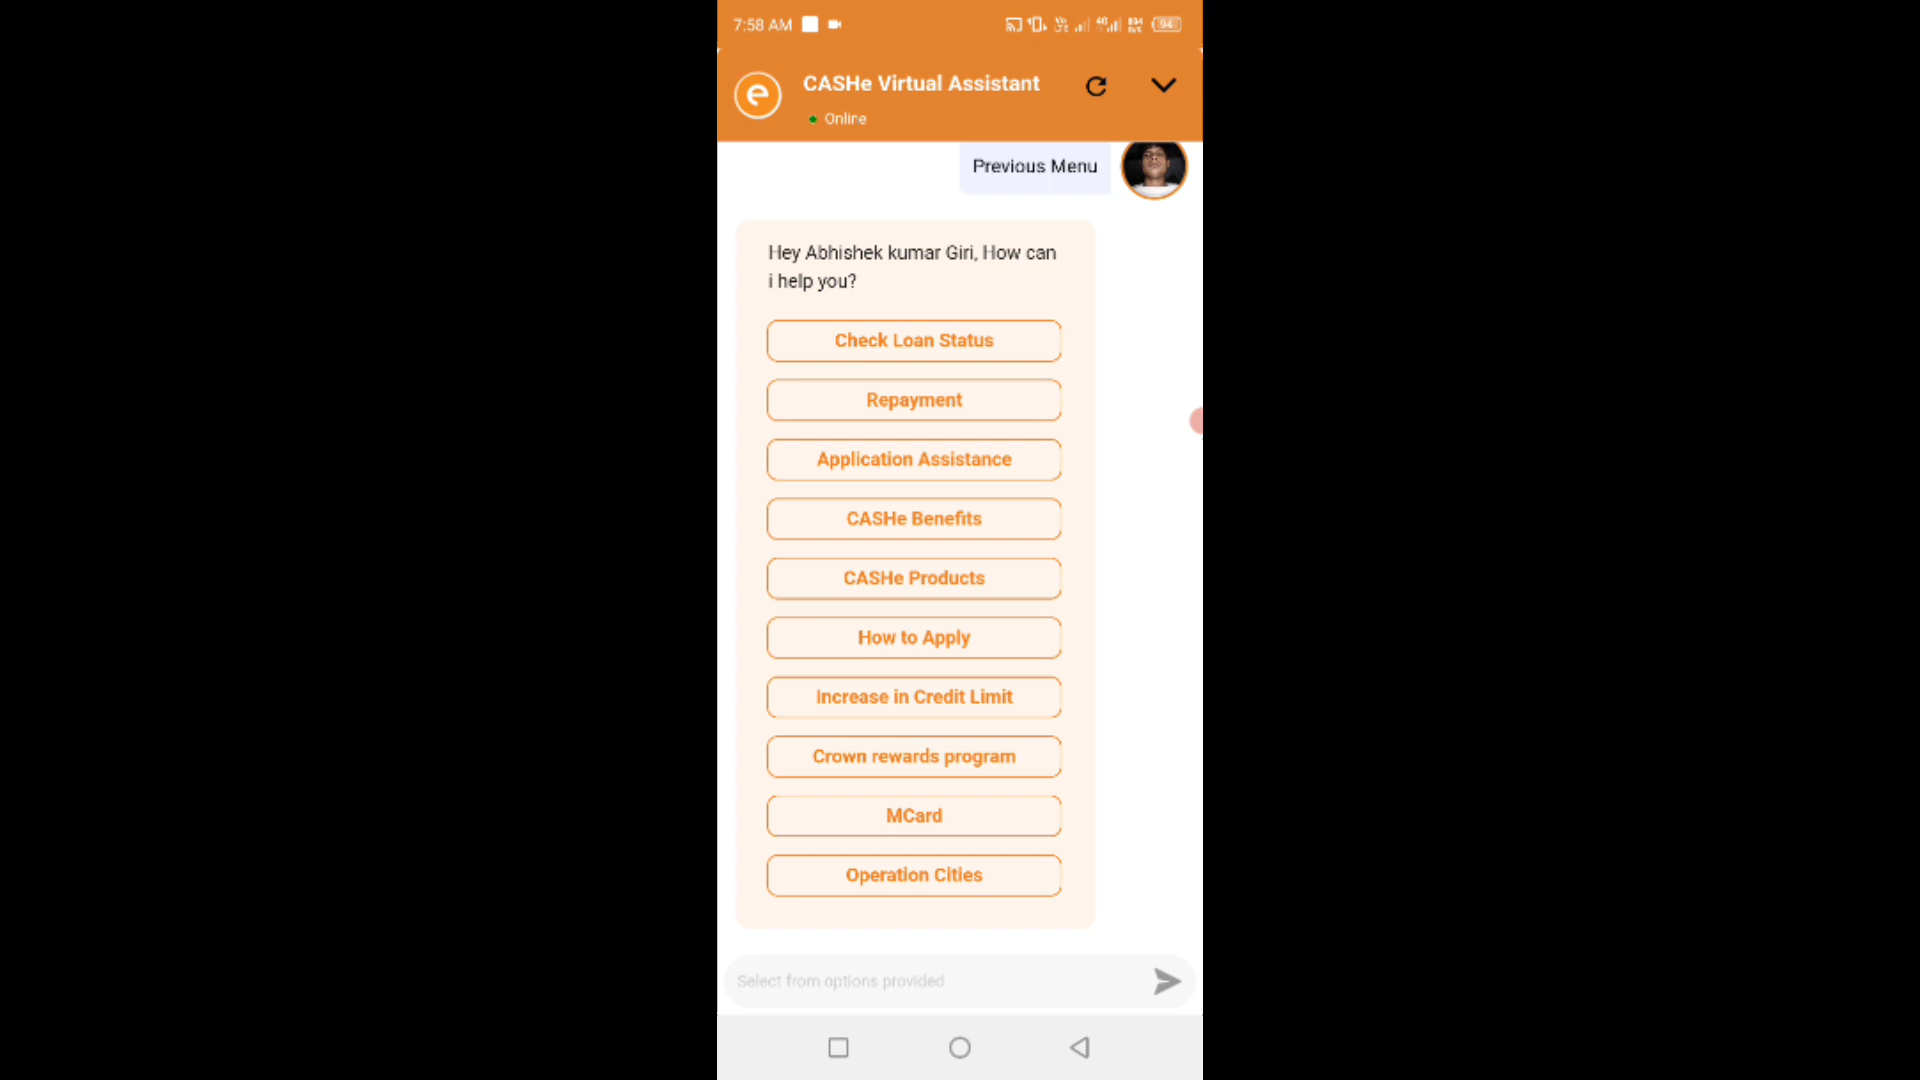 7:58 AM
94
CASHe Virtual Assistant
Online
Previous Menu
Hey Abhishek kumar Giri, How can
i help you?
Check Loan Status
Repayment
Application Assistance
CASHe Benefits
CASHe Products
How to Apply
Increase in Credit Limit
Crown rewards program
MCard
Operation Cities
Select from options provided